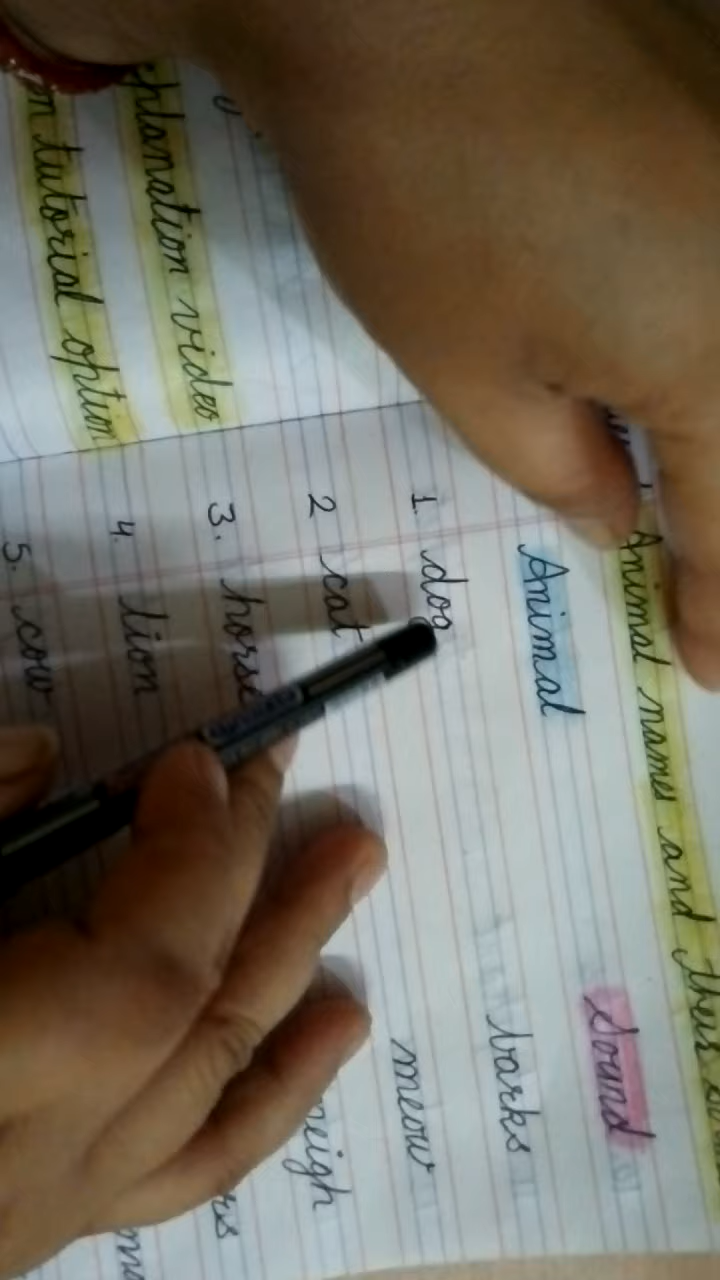 Animal names and their
Animal Sound
1. dog barks
2 cat meow
3. horse neigh
4. lion
5. cow
video
tutorial option